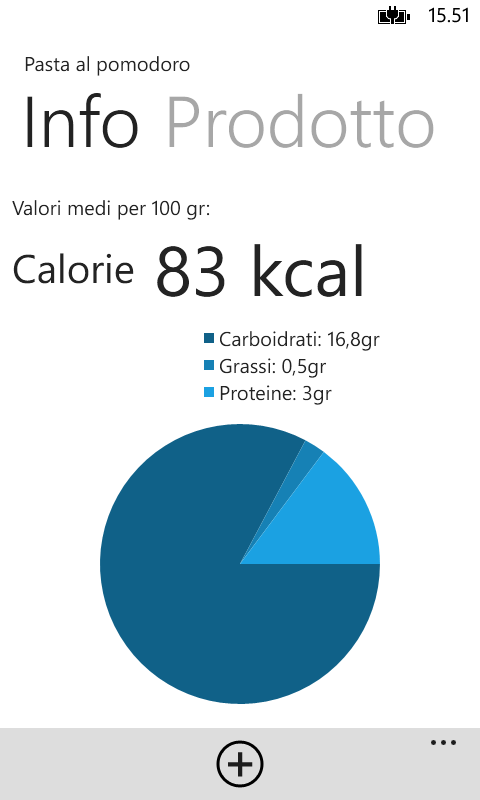 15.51
Pasta al pomodoro
Info Prodotto
Valori medi per 100 gr:
Calorie 83 kcal
Carboidrati: 16,8gr
Grassi: 0,5gr
Proteine: 3gr